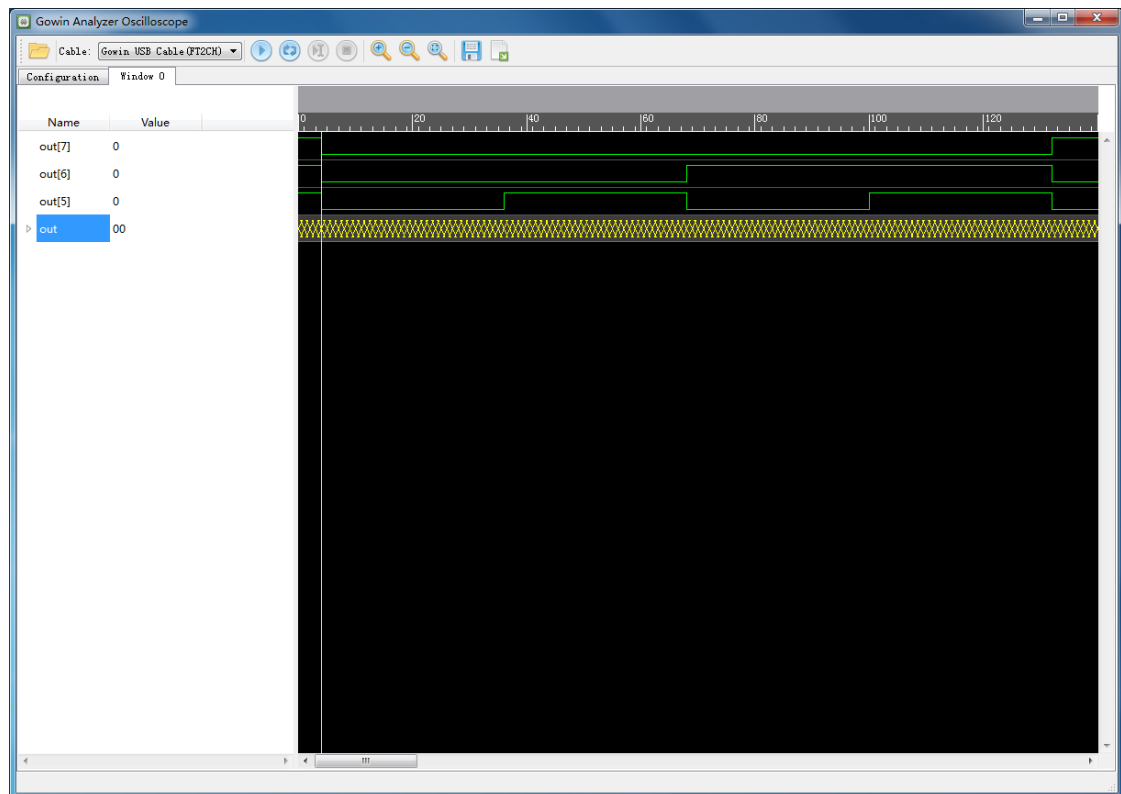 Gowin Analyzer Oscilloscope
Cable: Gowin USB Cable(FT2CH)
Configuration Window 0
Name Value
0 20 40 60 80 100 120
out[7] 0
out[6] 0
out[5] 0
out 00